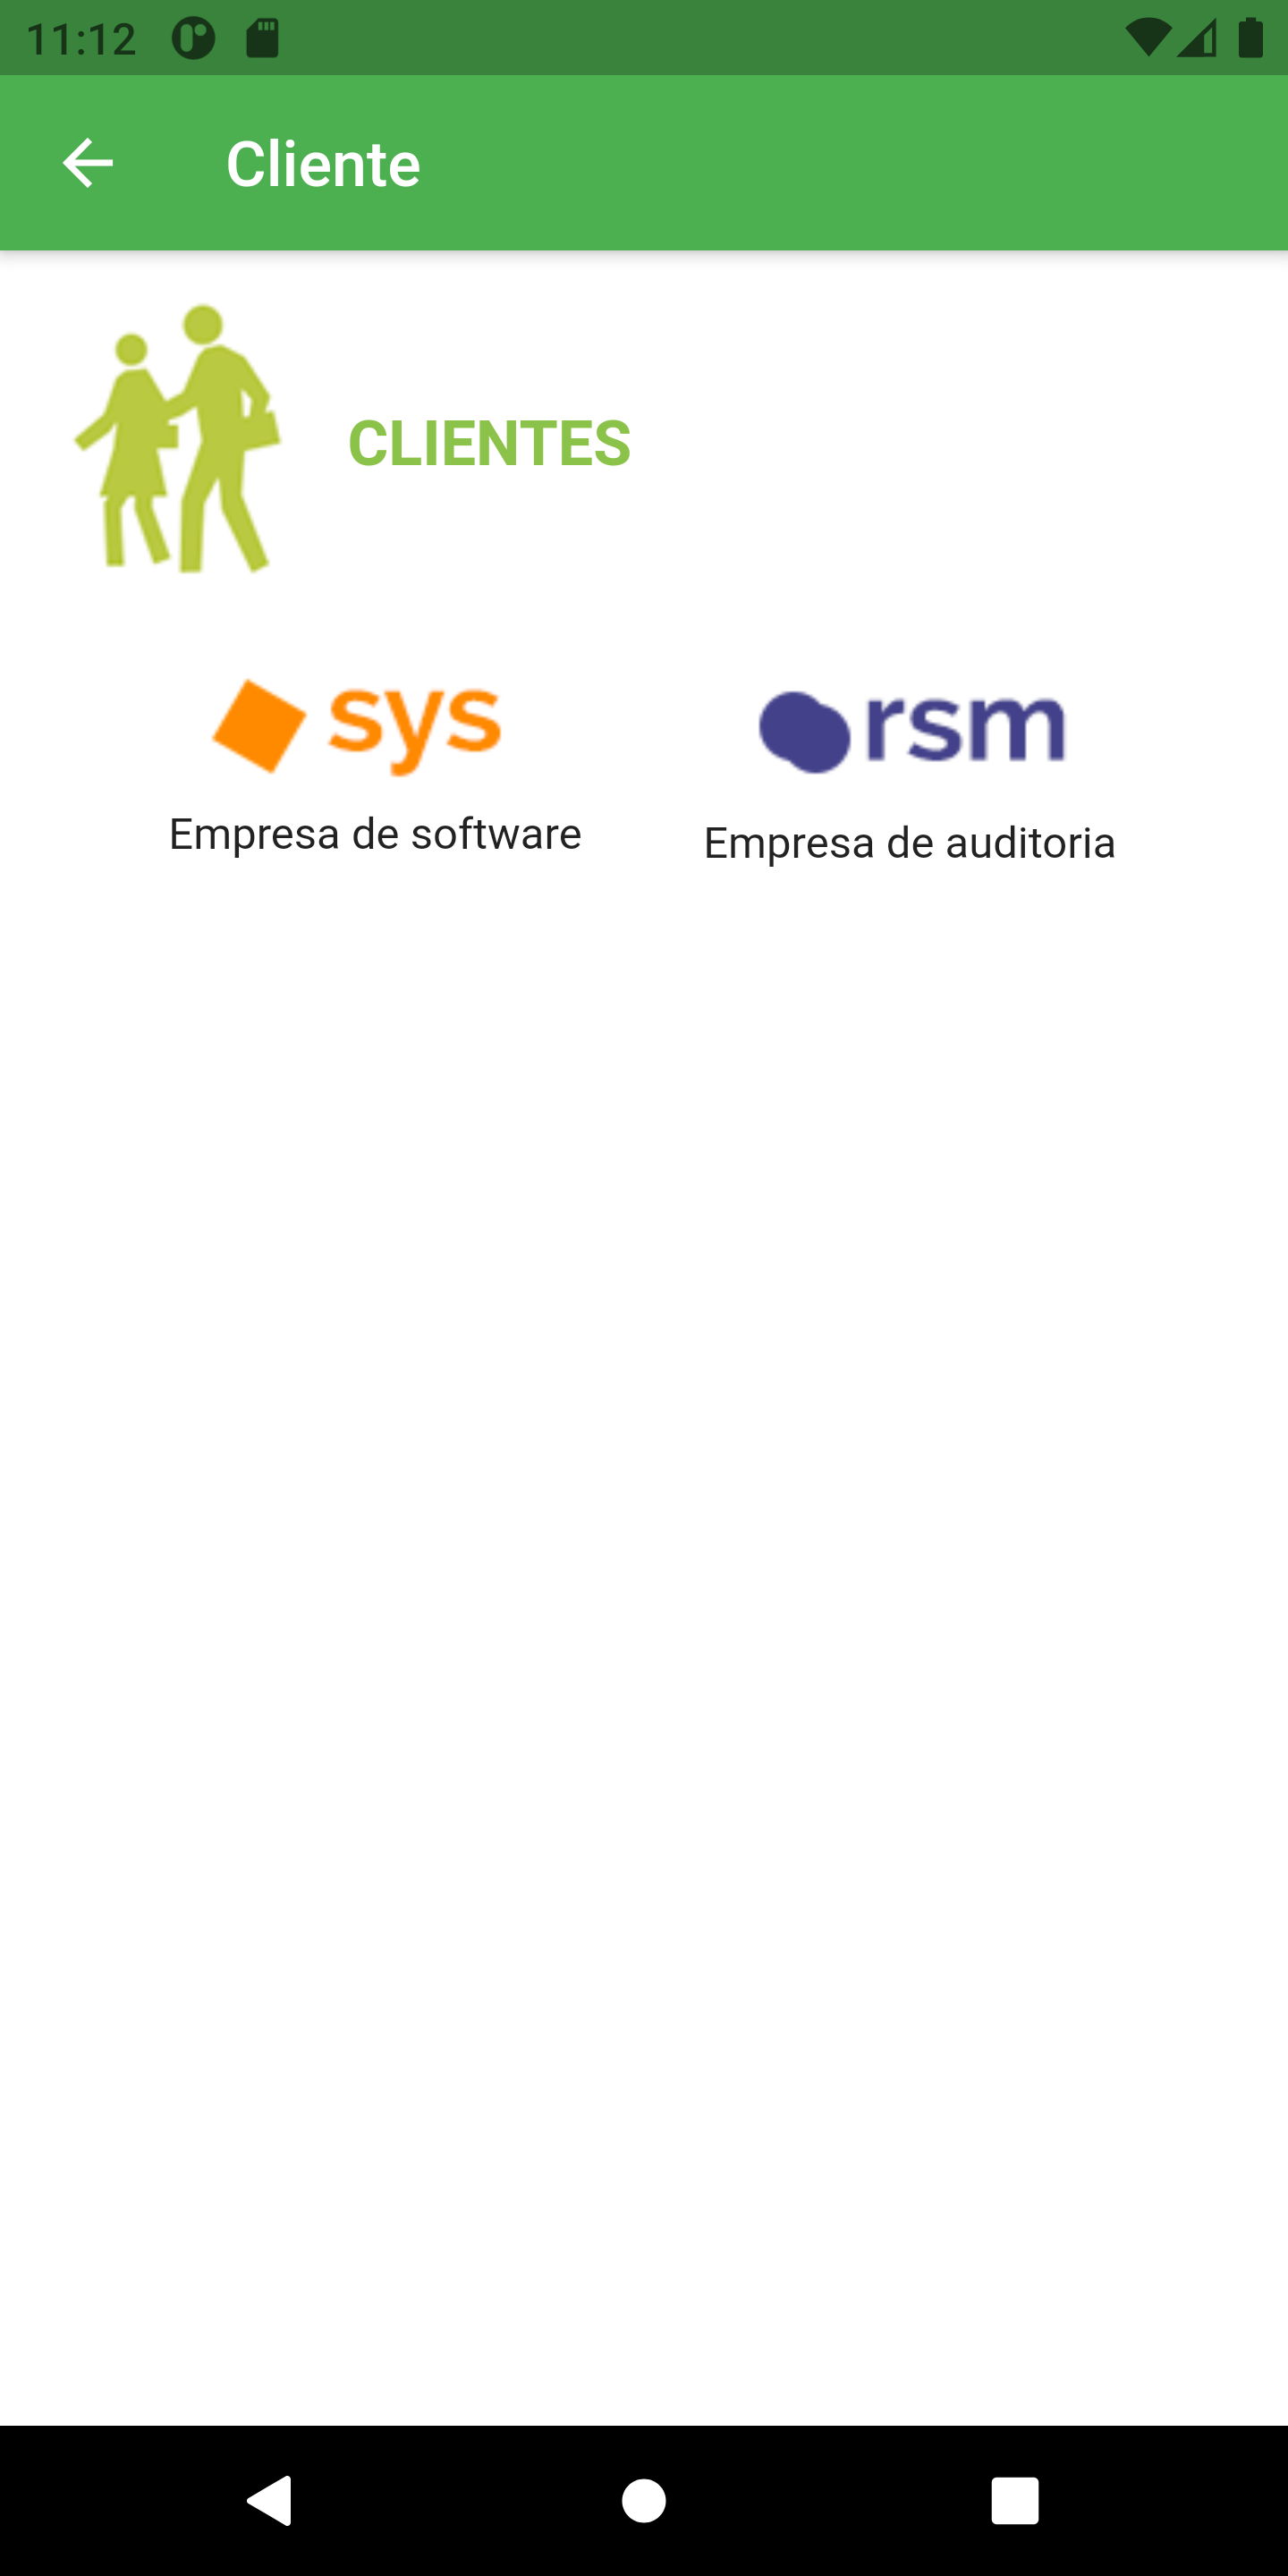 11:12
Cliente
CLIENTES
sys
rsm
Empresa de software
Empresa de auditoria